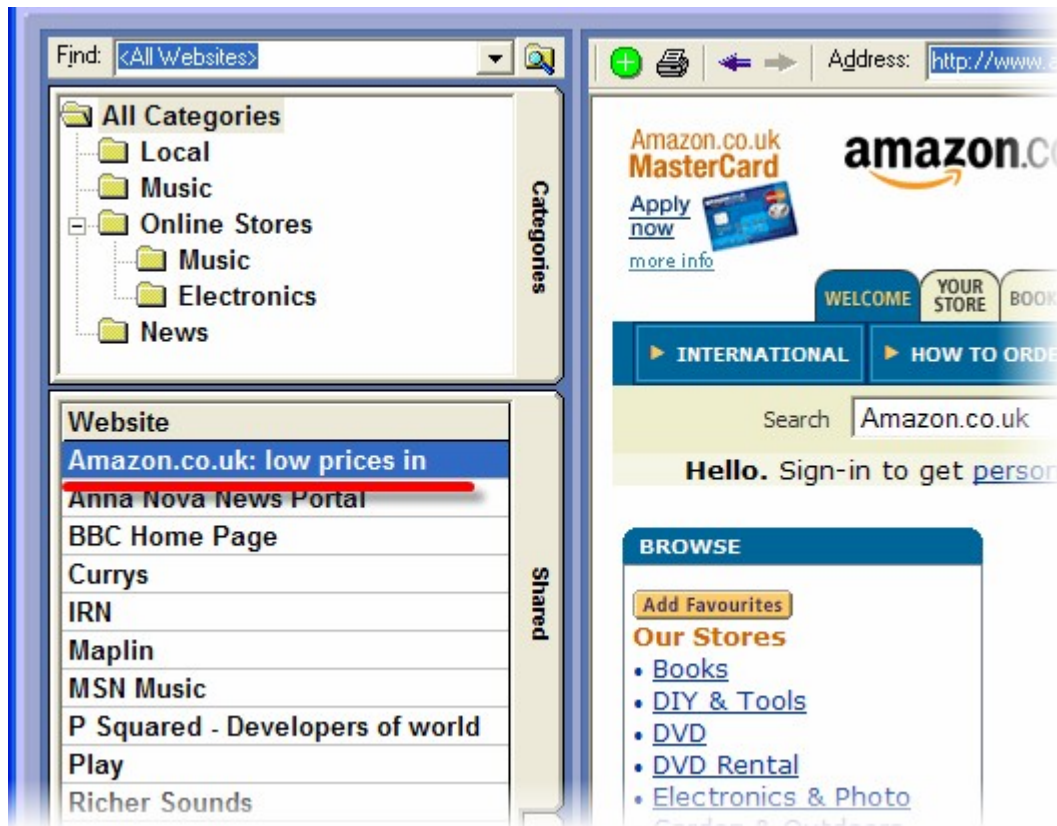 Find: <All Websites>
All Categories
Local
Music
Online Stores
Music
Electronics
News
Categories
Website
Amazon.co.uk: low prices in
Anna Nova News Portal
BBC Home Page
Currys
IRN
Maplin
MSN Music
P Squared - Developers of world
Play
Richer Sounds
Shared
Address: http://www.
Amazon.co.uk
MasterCard
Apply
now
more info
amazon.co
WELCOME
YOUR
STORE
BOOK
INTERNATIONAL
HOW TO ORDE
Search Amazon.co.uk
Hello. Sign-in to get person
BROWSE
Add Favourites
Our Stores
• Books
• DIY & Tools
• DVD
• DVD Rental
• Electronics & Photo